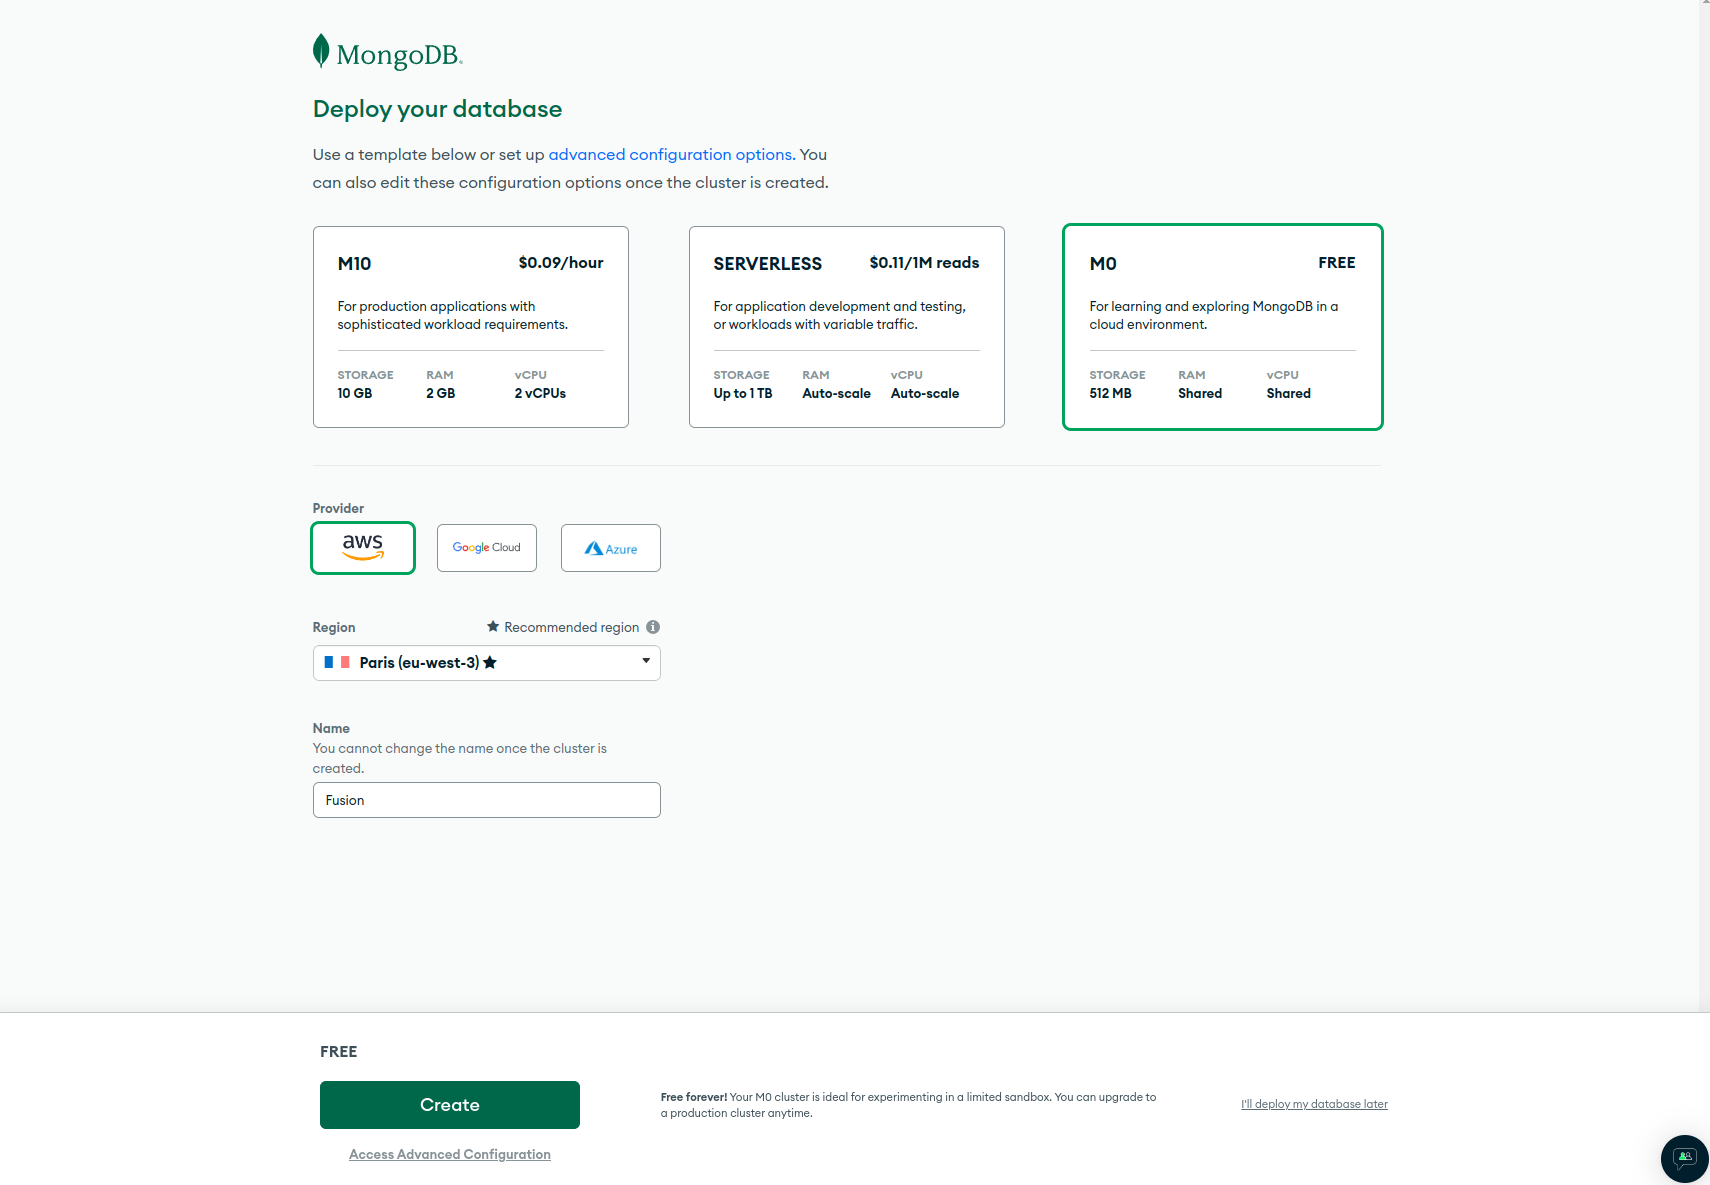 MongoDB®
Deploy your database
Use a template below or set up advanced configuration options. You
can also edit these configuration options once the cluster is created.
M10 $0.09/hour
For production applications with
sophisticated workload requirements.
STORAGE RAM vCPU
10 GB 2 GB 2 vCPUs
SERVERLESS $0.11/1M reads
For application development and testing,
or workloads with variable traffic.
STORAGE RAM vCPU
Up to 1 TB Auto-scale Auto-scale
M0 FREE
For learning and exploring MongoDB in a
cloud environment.
STORAGE RAM vCPU
512 MB Shared Shared
Provider
aws Google Cloud Azure
Region ★ Recommended region
Paris (eu-west-3) ★
Name
You cannot change the name once the cluster is
created.
Fusion
FREE
Create
Access Advanced Configuration
Free forever! Your M0 cluster is ideal for experimenting in a limited sandbox. You can upgrade to
a production cluster anytime.
I'll deploy my database later